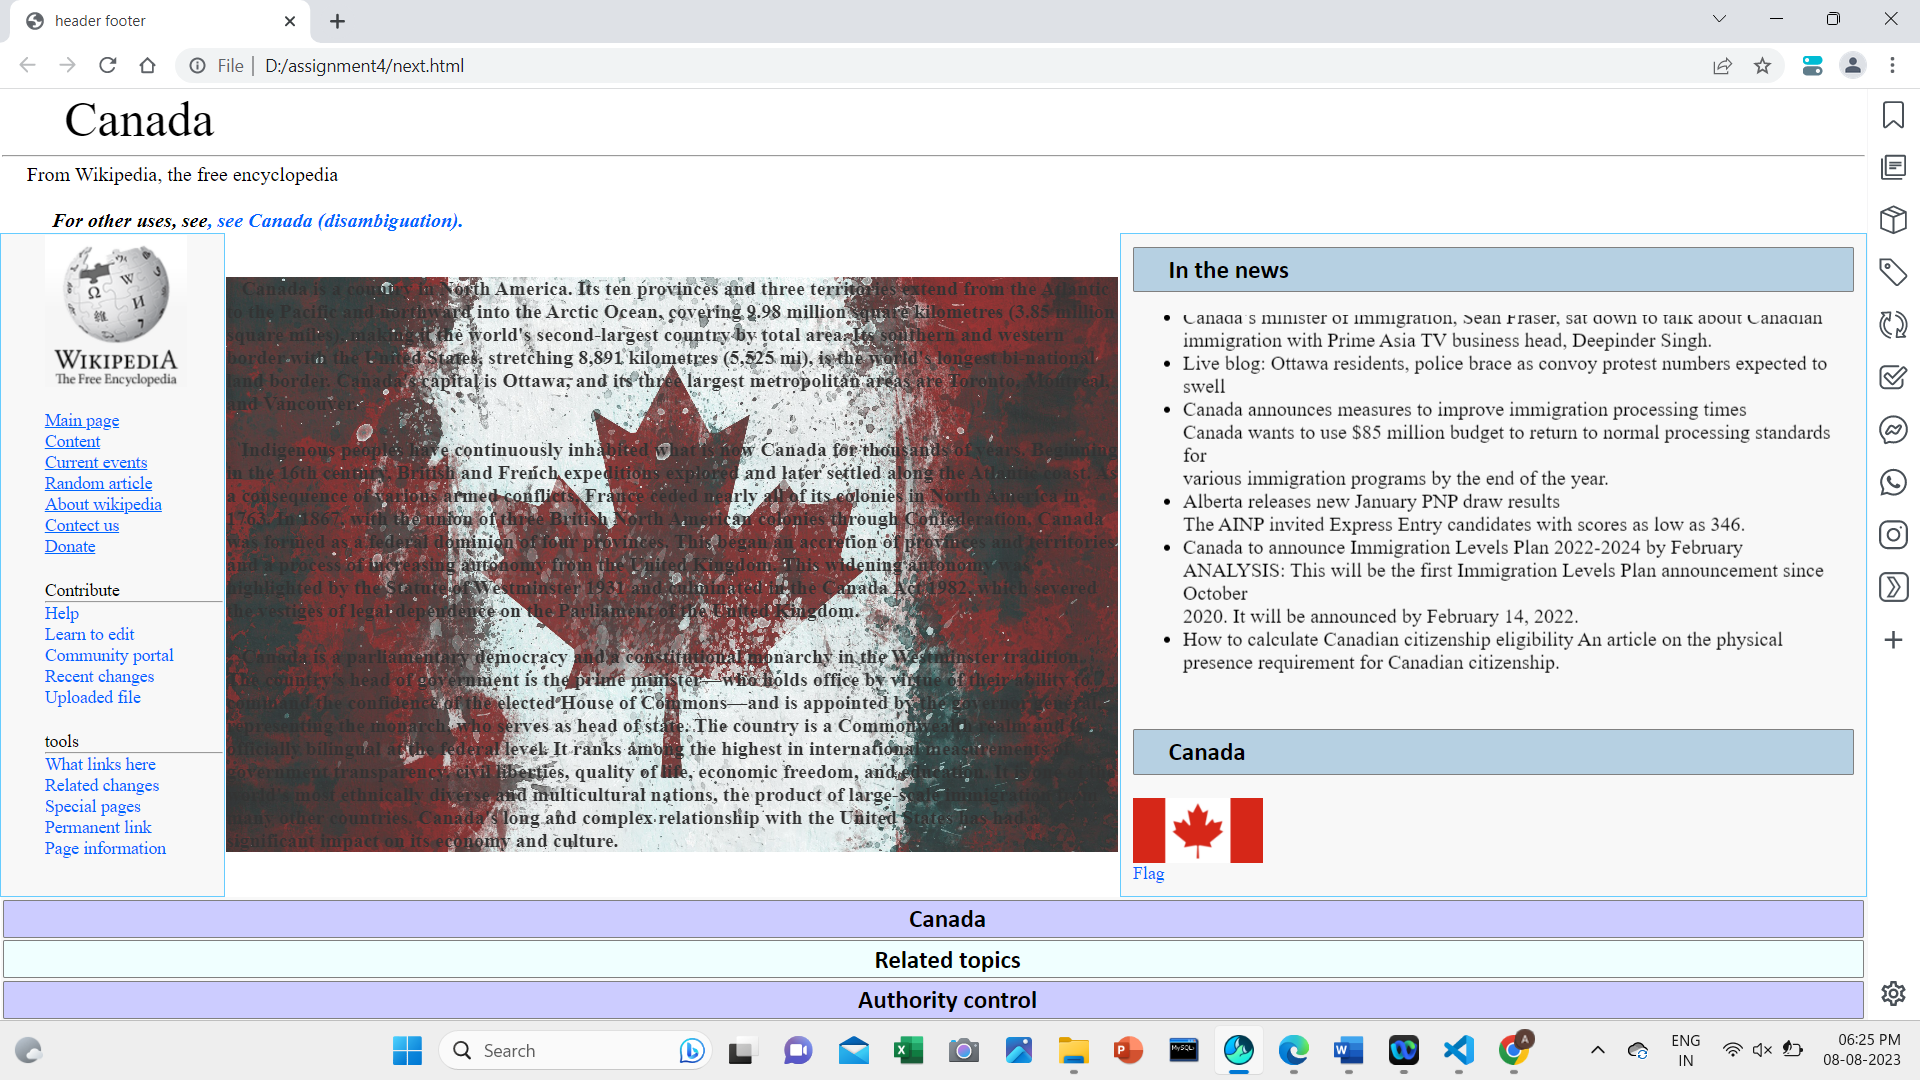 header footer
File
D:/assignment4/next.html
Canada
From Wikipedia, the free encyclopedia
For other uses, see, see Canada (disambiguation).
WIKIPEDIA
The Free Encyclopedia
Main page
Content
Current events
Random article
About wikipedia
Contact us
Donate
Contribute
Help
Learn to edit
Community portal
Recent changes
Uploaded file
tools
What links here
Related changes
Special pages
Permanent link
Page information
Canada is a country in North America. Its ten provinces and three territories extend from the Atlantic
to the Pacific and northward into the Arctic Ocean, covering 9.98 million square kilometres (3.85 million
square miles), making it the world's second-largest country by total area. Its southern and western
border with the United States, stretching 8,891 kilometres (5,525 mi), is the world's longest bi-national
land border. Canada's capital is Ottawa, and its three largest metropolitan areas are Toronto, Montreal,
and Vancouver.
Indigenous peoples have continuously inhabited what is now Canada for thousands of years. Beginning
in the 16th century, British and French expeditions explored and later settled along the Atlantic coast. As
a consequence of various armed conflicts, France ceded nearly all of its colonies in North America in
1763. In 1867, with the union of three British North American colonies through Confederation, Canada
was formed as a federal dominion of four provinces. This began an accretion of provinces and territories
and a process of increasing autonomy from the United Kingdom. This widening autonomy was
highlighted by the Statute of Westminster 1931 and culminated in the Canada Act 1982, which severed
the vestiges of legal dependence on the Parliament of the United Kingdom.
Canada is a parliamentary democracy and a constitutional monarchy in the Westminster tradition.
The country's head of government is the prime minister—who holds office by virtue of their ability to
command the confidence of the elected House of Commons—and is appointed by the governor general,
representing the monarch, who serves as head of state. The country is a Commonwealth realm and is
officially bilingual at the federal level. It ranks among the highest in international measurements of
government transparency, civil liberties, quality of life, economic freedom, and education. It is one of the
world's most ethnically diverse and multicultural nations, the product of large-scale immigration from
many other countries. Canada's long and complex relationship with the United States has had a
significant impact on its economy and culture.
In the news
Canada's minister of immigration, Sean Fraser, sat down to talk about Canadian
immigration with Prime Asia TV business head, Deepinder Singh.
Live blog: Ottawa residents, police brace as convoy protest numbers expected to
swell
Canada announces measures to improve immigration processing times
Canada wants to use $85 million budget to return to normal processing standards
for
various immigration programs by the end of the year.
Alberta releases new January PNP draw results
The AINP invited Express Entry candidates with scores as low as 346.
Canada to announce Immigration Levels Plan 2022-2024 by February
ANALYSIS: This will be the first Immigration Levels Plan announcement since
October
2020. It will be announced by February 14, 2022.
How to calculate Canadian citizenship eligibility An article on the physical
presence requirement for Canadian citizenship.
Canada
Flag
Canada
Related topics
Authority control
Search
MySQL
A
ENG
IN
06:25 PM
08-08-2023